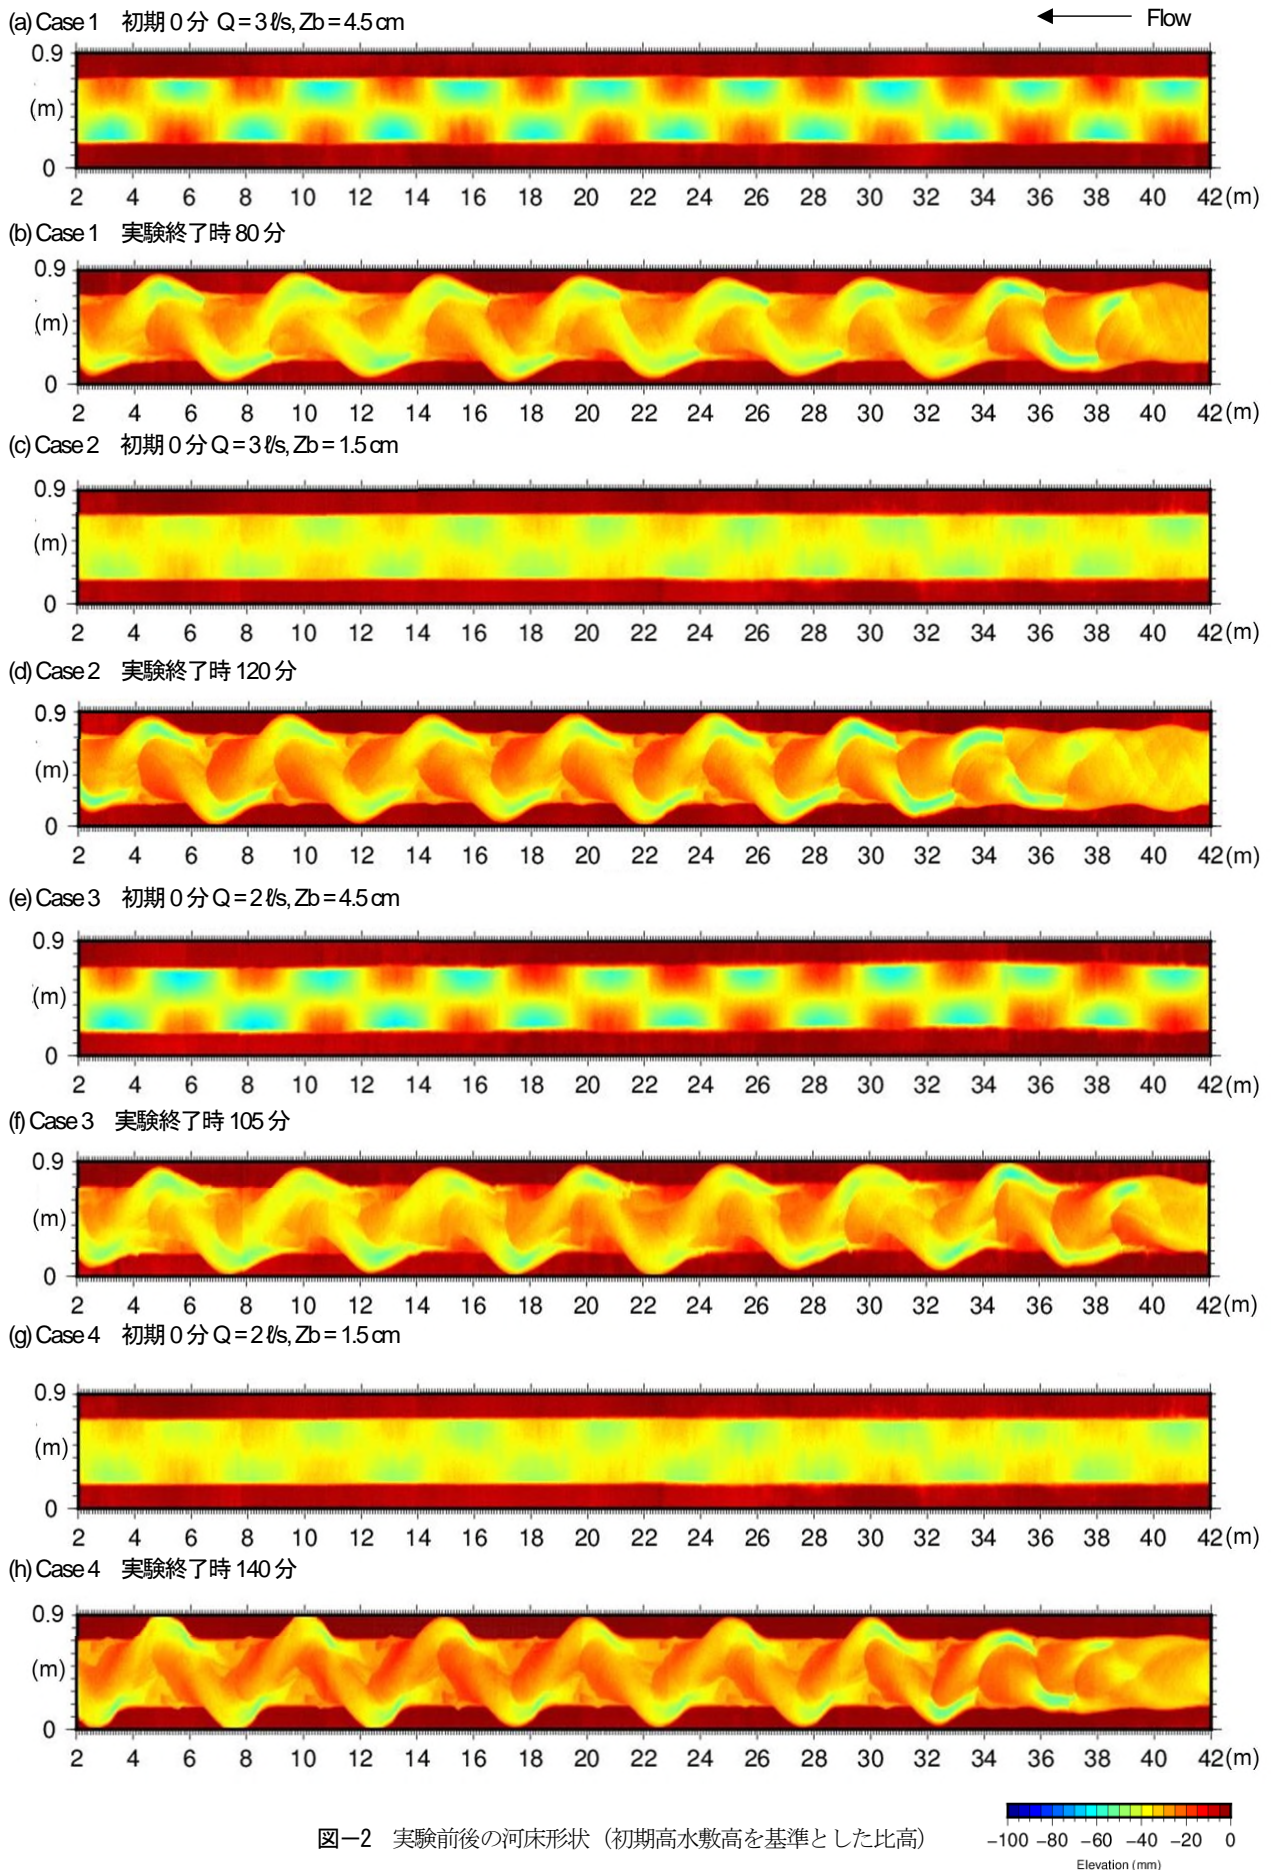 (a) Case 1 初期 0 分 Q = 3 ℓ/s, Zb = 4.5 cm
Flow
0.9
(m)
0
2 4 6 8 10 12 14 16 18 20 22 24 26 28 30 32 34 36 38 40 42 (m)
(b) Case 1 実験終了時 80 分
0.9
(m)
0
2 4 6 8 10 12 14 16 18 20 22 24 26 28 30 32 34 36 38 40 42 (m)
(c) Case 2 初期 0 分 Q = 3 ℓ/s, Zb = 1.5 cm
0.9
(m)
0
2 4 6 8 10 12 14 16 18 20 22 24 26 28 30 32 34 36 38 40 42 (m)
(d) Case 2 実験終了時 120 分
0.9
(m)
0
2 4 6 8 10 12 14 16 18 20 22 24 26 28 30 32 34 36 38 40 42 (m)
(e) Case 3 初期 0 分 Q = 2 ℓ/s, Zb = 4.5 cm
0.9
(m)
0
2 4 6 8 10 12 14 16 18 20 22 24 26 28 30 32 34 36 38 40 42 (m)
(f) Case 3 実験終了時 105 分
0.9
(m)
0
2 4 6 8 10 12 14 16 18 20 22 24 26 28 30 32 34 36 38 40 42 (m)
(g) Case 4 初期 0 分 Q = 2 ℓ/s, Zb = 1.5 cm
0.9
(m)
0
2 4 6 8 10 12 14 16 18 20 22 24 26 28 30 32 34 36 38 40 42 (m)
(h) Case 4 実験終了時 140 分
0.9
(m)
0
2 4 6 8 10 12 14 16 18 20 22 24 26 28 30 32 34 36 38 40 42 (m)
図－2 実験前後の河床形状（初期高水敷高を基準とした比高）
−100 −80 −60 −40 −20 0
Elevation (mm)